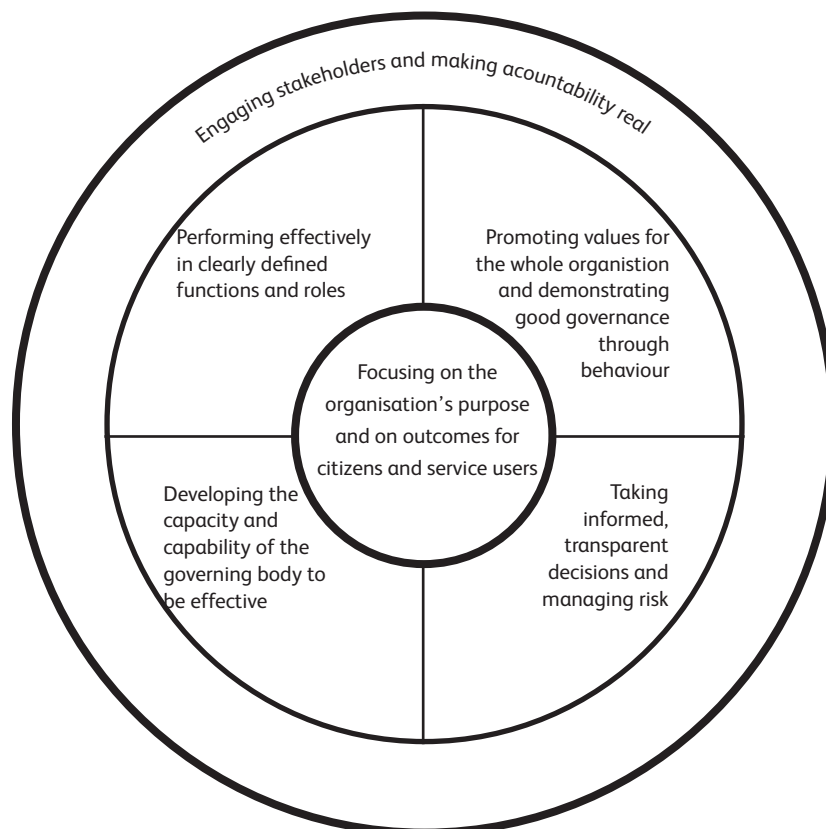 Engaging stakeholders and making acountability real
Performing effectively
in clearly defined
functions and roles
Promoting values for
the whole organistion
and demonstrating
good governance
through
behaviour
Focusing on the
organisation’s purpose
and on outcomes for
citizens and service users
Developing the
capacity and
capability of the
governing body to
be effective
Taking
informed,
transparent
decisions and
managing risk